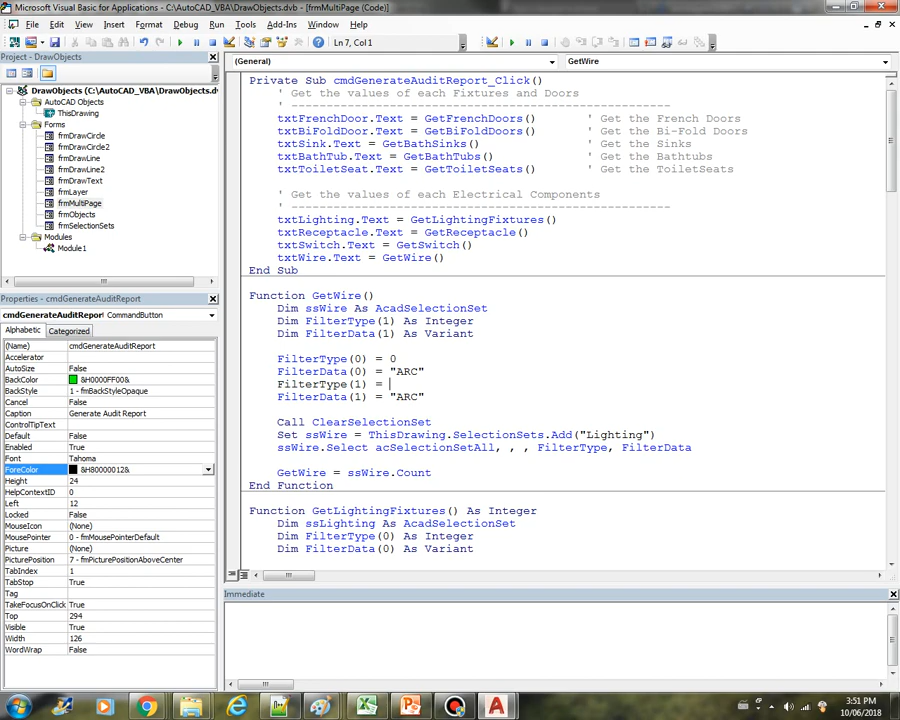 Microsoft Visual Basic for Applications - C:\AutoCAD_VBA\DrawObjects.dvb - [frmMultiPage (Code)]
File Edit View Insert Format Debug Run Tools Add-Ins Window Help
Ln 7, Col 1
Project - DrawObjects
DrawObjects (C:\AutoCAD_VBA\DrawObjects.dv
AutoCAD Objects
ThisDrawing
Forms
frmDrawCircle
frmDrawCircle2
frmDrawLine
frmDrawLine2
frmDrawText
frmLayer
frmMultiPage
frmObjects
frmSelectionSets
Modules
Module1
Properties - cmdGenerateAuditReport
cmdGenerateAuditReport CommandButton
Alphabetic Categorized
(Name) cmdGenerateAuditReport
Accelerator
AutoSize False
BackColor &H0000FF00&
BackStyle 1 - fmBackStyleOpaque
Cancel False
Caption Generate Audit Report
ControlTipText
Default False
Enabled True
Font Tahoma
ForeColor &H80000012&
Height 24
HelpContextID 0
Left 12
Locked False
MouseIcon (None)
MousePointer 0 - fmMousePointerDefault
Picture (None)
PicturePosition 7 - fmPicturePositionAboveCenter
TabIndex 1
TabStop True
Tag
TakeFocusOnClick True
Top 294
Visible True
Width 126
WordWrap False
(General) GetWire
Private Sub cmdGenerateAuditReport_Click()
' Get the values of each Fixtures and Doors
' ------------------------------------------------------
txtFrenchDoor.Text = GetFrenchDoors() ' Get the French Doors
txtBiFoldDoor.Text = GetBiFoldDoors() ' Get the Bi-Fold Doors
txtSink.Text = GetBathSinks() ' Get the Sinks
txtBathTub.Text = GetBathTubs() ' Get the Bathtubs
txtToiletSeat.Text = GetToiletSeats() ' Get the ToiletSeats
' Get the values of each Electrical Components
' ------------------------------------------------------
txtLighting.Text = GetLightingFixtures()
txtReceptacle.Text = GetReceptacle()
txtSwitch.Text = GetSwitch()
txtWire.Text = GetWire()
End Sub
Function GetWire()
Dim ssWire As AcadSelectionSet
Dim FilterType(1) As Integer
Dim FilterData(1) As Variant
FilterType(0) = 0
FilterData(0) = "ARC"
FilterType(1) =
FilterData(1) = "ARC"
Call ClearSelectionSet
Set ssWire = ThisDrawing.SelectionSets.Add("Lighting")
ssWire.Select acSelectionSetAll, , , FilterType, FilterData
GetWire = ssWire.Count
End Function
Function GetLightingFixtures() As Integer
Dim ssLighting As AcadSelectionSet
Dim FilterType(0) As Integer
Dim FilterData(0) As Variant
Immediate
3:51 PM
10/06/2018